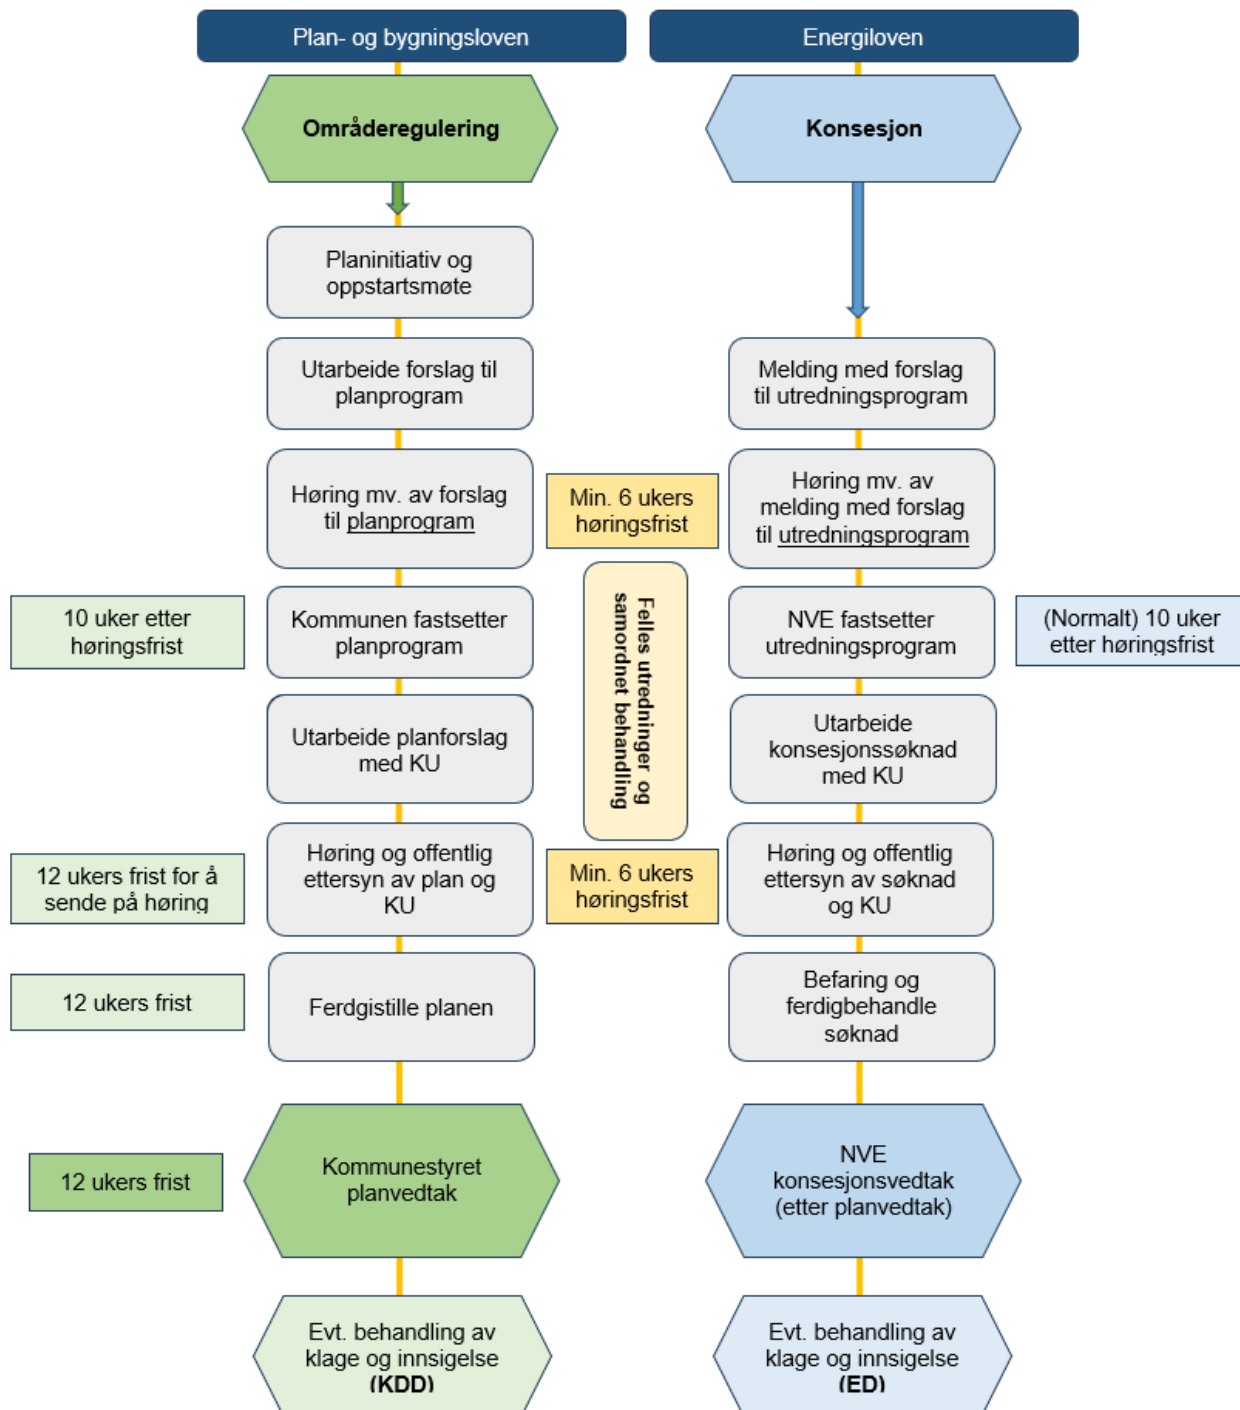 Plan- og bygningsloven
Energiloven
Områderegulering
Konsesjon
Planinitiativ og
oppstartsmøte
Utarbeide forslag til
planprogram
Melding med forslag
til utredningsprogram
Høring mv. av forslag
til planprogram
Min. 6 ukers
høringsfrist
Høring mv. av
melding med forslag
til utredningsprogram
10 uker etter
høringsfrist
Kommunen fastsetter
planprogram
Felles utredninger og
samordnet behandling
NVE fastsetter
utredningsprogram
(Normalt) 10 uker
etter høringsfrist
Utarbeide planforslag
med KU
Utarbeide
konsesjonssøknad
med KU
12 ukers frist for å
sende på høring
Høring og offentlig
ettersyn av plan og
KU
Min. 6 ukers
høringsfrist
Høring og offentlig
ettersyn av søknad
og KU
12 ukers frist
Ferdgistille planen
Befaring og
ferdigbehandle
søknad
12 ukers frist
Kommunestyret
planvedtak
NVE
konsesjonsvedtak
(etter planvedtak)
Evt. behandling av
klage og innsigelse
(KDD)
Evt. behandling av
klage og innsigelse
(ED)